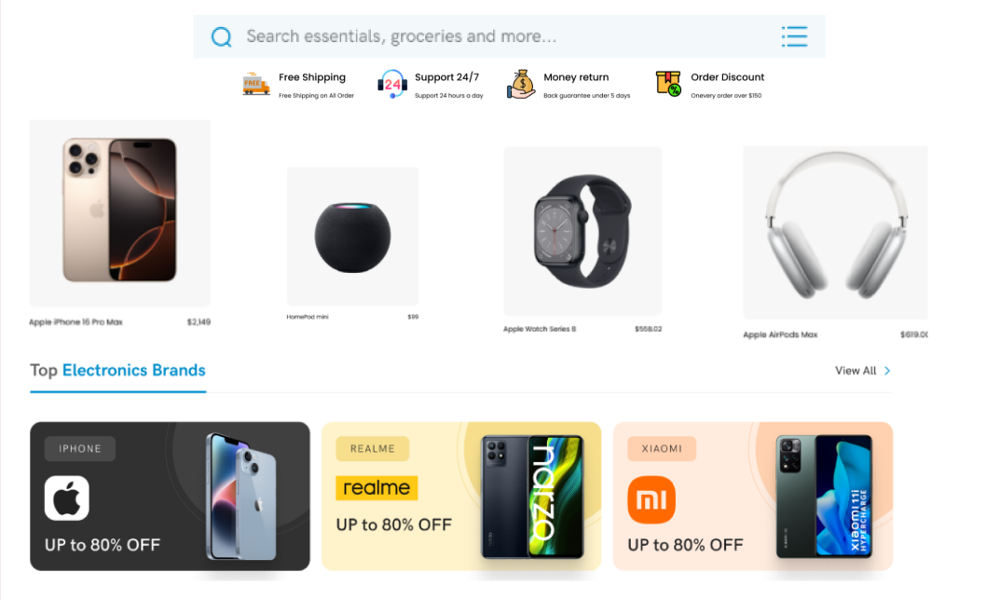 Search essentials, groceries and more...
FREE
Free Shipping
Free Shipping on All Order
24
Support 24/7
Support 24 hours a day
$
Money return
Back guarantee under 5 days
%
Order Discount
Onevery order over $150
Apple iPhone 16 Pro Max
$2,149
HomePod mini
$99
Apple Watch Series 8
$558.02
Apple AirPods Max
$619.00
Top Electronics Brands
View All
IPHONE
UP to 80% OFF
REALME
realme
UP to 80% OFF
narzo
XIAOMI
mi
UP to 80% OFF
xiaomi 11i
HYPERCHARGE